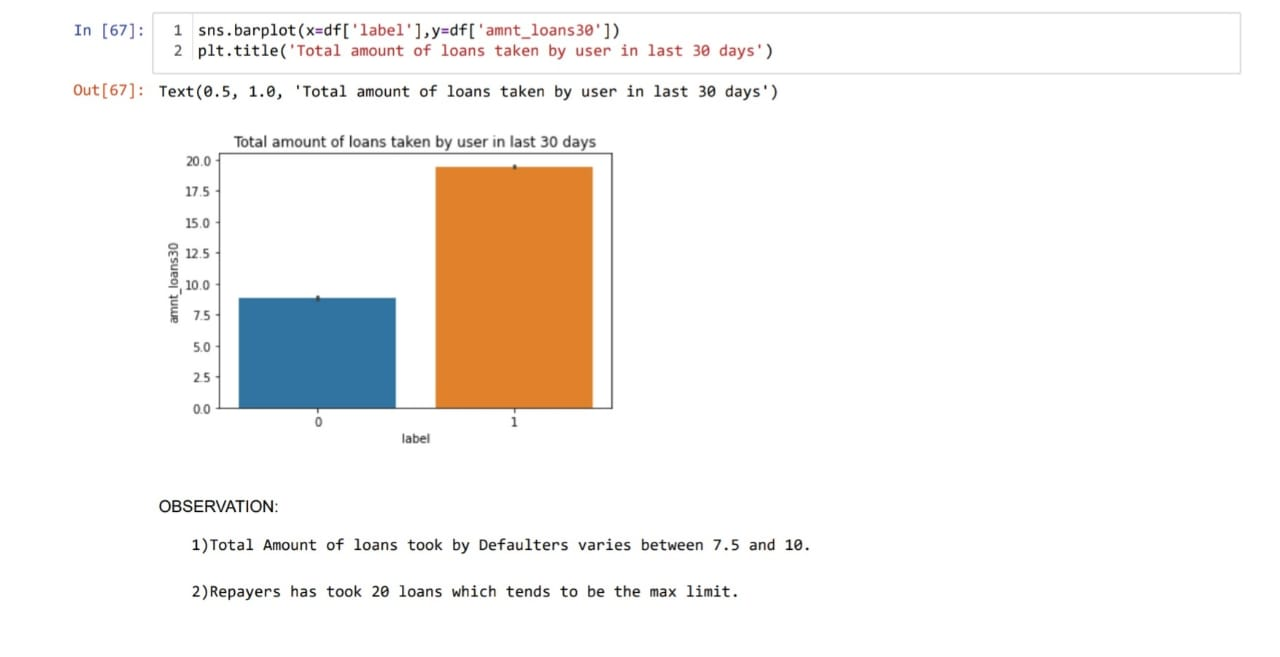 In [67]:
1 sns.barplot(x=df['label'],y=df['amnt_loans30'])
2 plt.title('Total amount of loans taken by user in last 30 days')
Out[67]: Text(0.5, 1.0, 'Total amount of loans taken by user in last 30 days')
Total amount of loans taken by user in last 30 days
20.0
17.5
15.0
12.5
10.0
7.5
5.0
2.5
0.0
amnt_loans30
0 1
label
OBSERVATION:
1)Total Amount of loans took by Defaulters varies between 7.5 and 10.
2)Repayers has took 20 loans which tends to be the max limit.